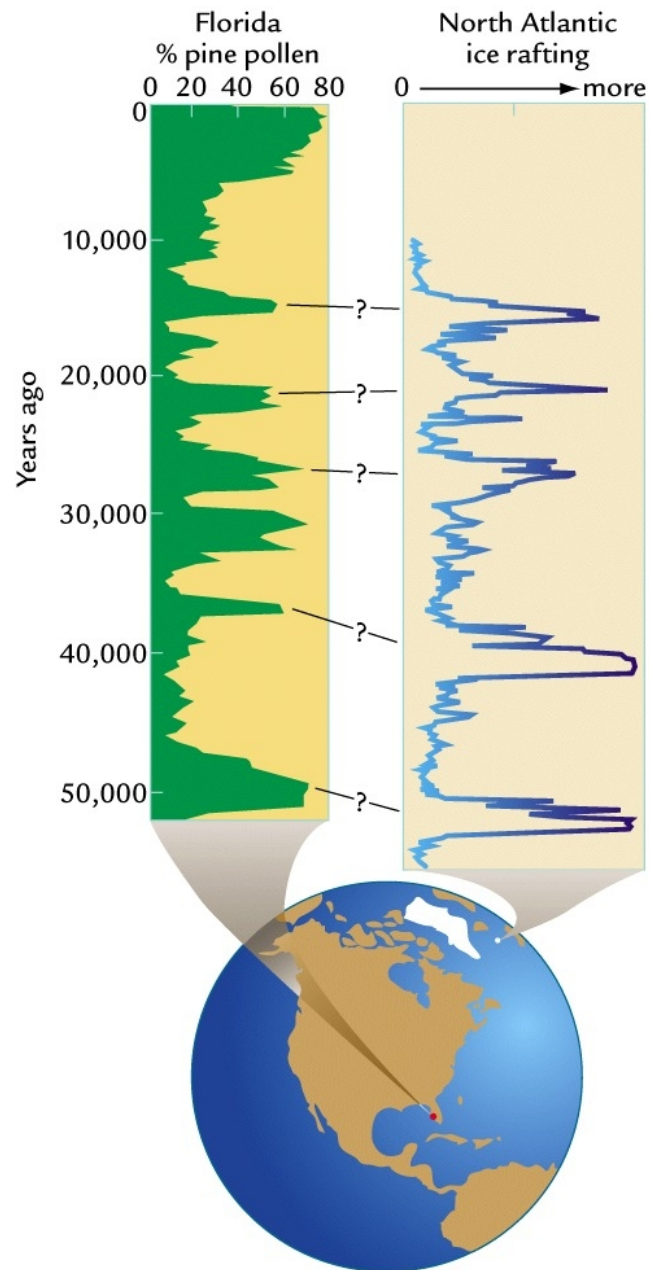 Florida
% pine pollen
0 20 40 60 80
North Atlantic
ice rafting
0 more
Years ago
0
10,000
20,000
30,000
40,000
50,000
?
?
?
?
?